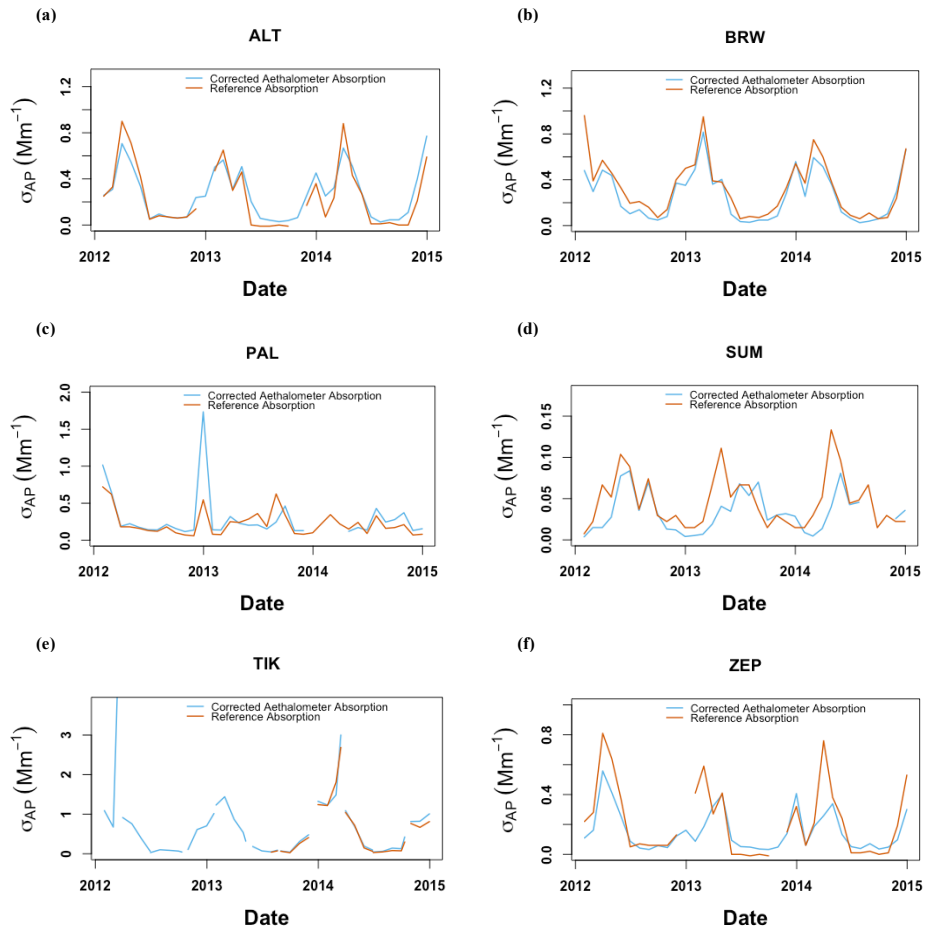 (a)
ALT
Corrected Aethalometer Absorption
Reference Absorption
σAP (Mm⁻¹)
0.0 0.4 0.8 1.2
2012 2013 2014 2015
Date
(b)
BRW
Corrected Aethalometer Absorption
Reference Absorption
σAP (Mm⁻¹)
0.0 0.4 0.8 1.2
2012 2013 2014 2015
Date
(c)
PAL
Corrected Aethalometer Absorption
Reference Absorption
σAP (Mm⁻¹)
0.0 0.5 1.0 1.5 2.0
2012 2013 2014 2015
Date
(d)
SUM
Corrected Aethalometer Absorption
Reference Absorption
σAP (Mm⁻¹)
0.00 0.05 0.10 0.15
2012 2013 2014 2015
Date
(e)
TIK
Corrected Aethalometer Absorption
Reference Absorption
σAP (Mm⁻¹)
0 1 2 3
2012 2013 2014 2015
Date
(f)
ZEP
Corrected Aethalometer Absorption
Reference Absorption
σAP (Mm⁻¹)
0.0 0.4 0.8
2012 2013 2014 2015
Date